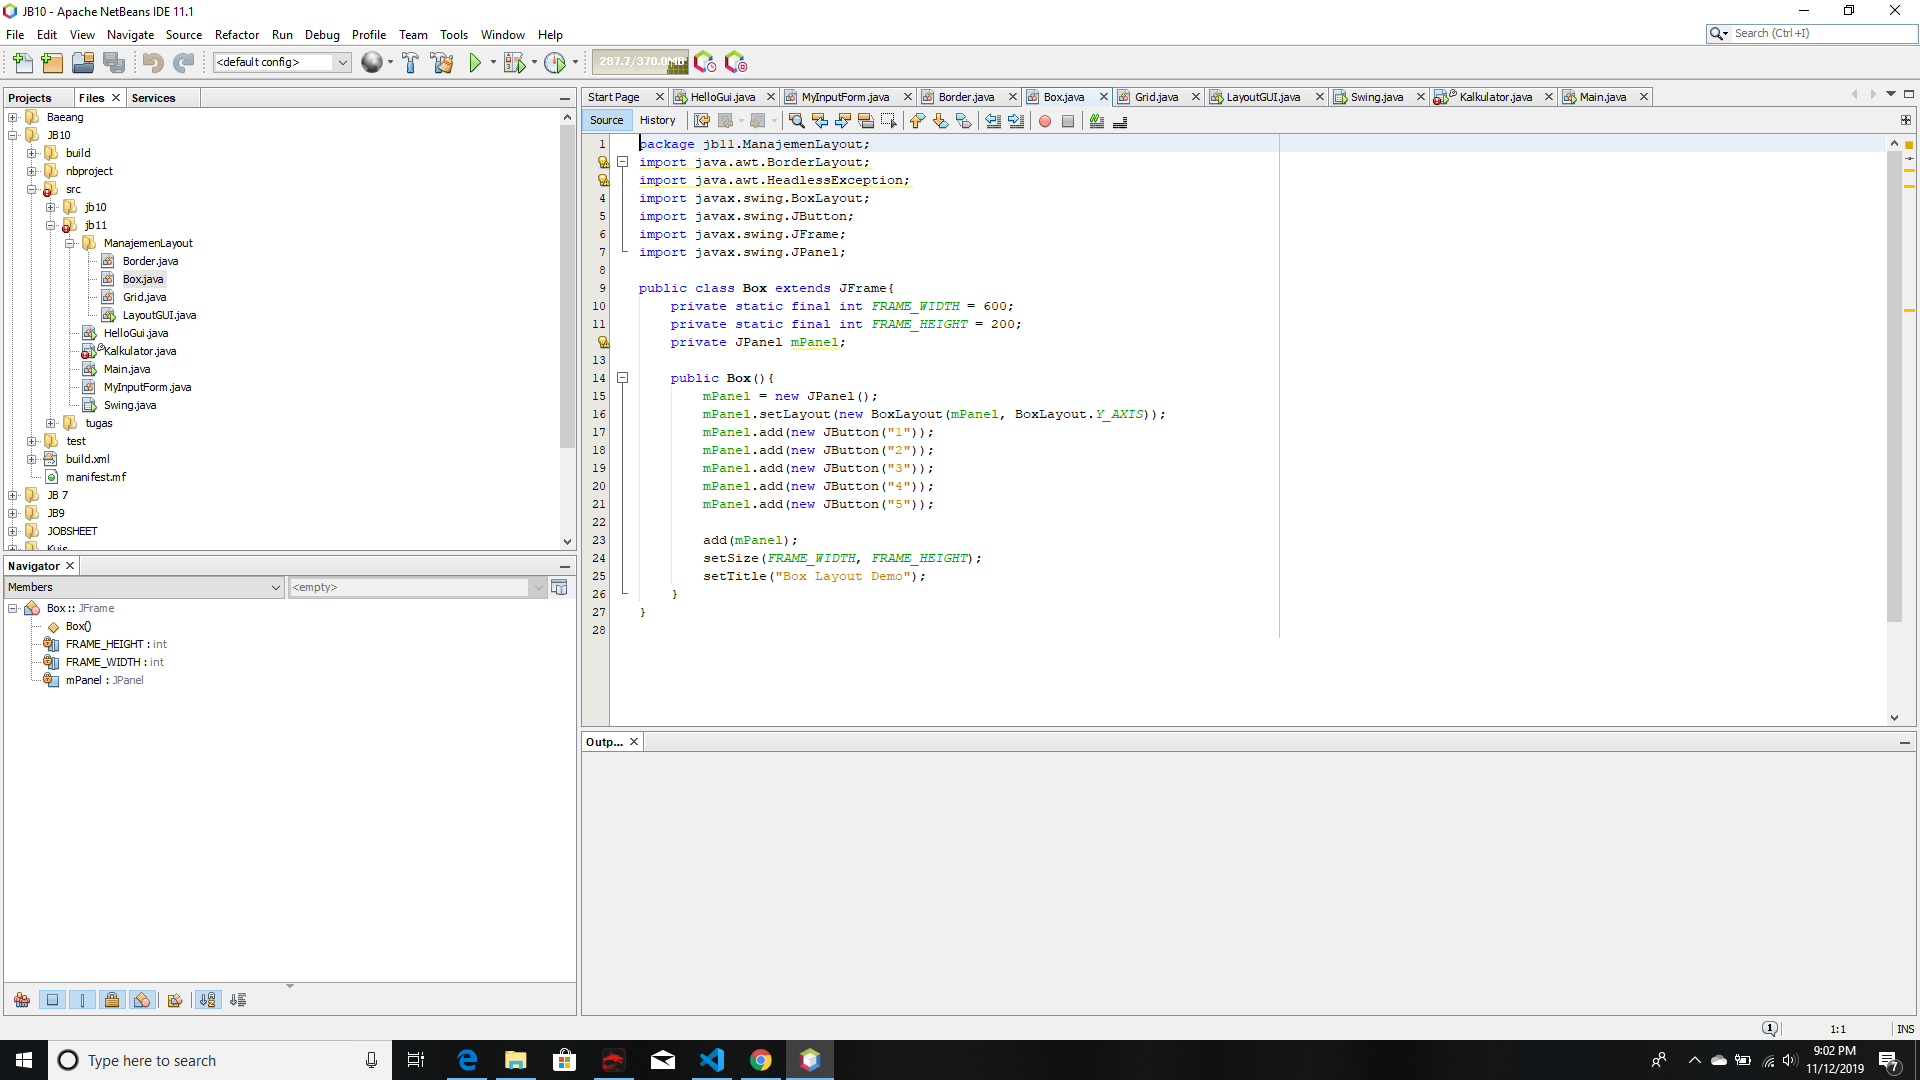 JB10 - Apache NetBeans IDE 11.1
File Edit View Navigate Source Refactor Run Debug Profile Team Tools Window Help
Search (Ctrl+I)
<default config>
287.7/370.0MB
Projects Files Services
Baeang
JB10
build
nbproject
src
jb10
jb11
ManajemenLayout
Border.java
Box.java
Grid.java
LayoutGUI.java
HelloGui.java
Kalkulator.java
Main.java
MyInputForm.java
Swing.java
tugas
test
build.xml
manifest.mf
JB 7
JB9
JOBSHEET
Kuis
Navigator
Members
<empty>
Box :: JFrame
Box()
FRAME_HEIGHT : int
FRAME_WIDTH : int
mPanel : JPanel
Start Page HelloGui.java MyInputForm.java Border.java Box.java Grid.java LayoutGUI.java Swing.java Kalkulator.java Main.java
Source History
1 package jb11.ManajemenLayout;
import java.awt.BorderLayout;
import java.awt.HeadlessException;
4 import javax.swing.BoxLayout;
5 import javax.swing.JButton;
6 import javax.swing.JFrame;
7 import javax.swing.JPanel;
8
9 public class Box extends JFrame{
10 private static final int FRAME_WIDTH = 600;
11 private static final int FRAME_HEIGHT = 200;
private JPanel mPanel;
13
14 public Box(){
15 mPanel = new JPanel();
16 mPanel.setLayout(new BoxLayout(mPanel, BoxLayout.Y_AXIS));
17 mPanel.add(new JButton("1"));
18 mPanel.add(new JButton("2"));
19 mPanel.add(new JButton("3"));
20 mPanel.add(new JButton("4"));
21 mPanel.add(new JButton("5"));
22
23 add(mPanel);
24 setSize(FRAME_WIDTH, FRAME_HEIGHT);
25 setTitle("Box Layout Demo");
26 }
27 }
28
Outp...
1 1:1 INS
Type here to search
9:02 PM
11/12/2019
7